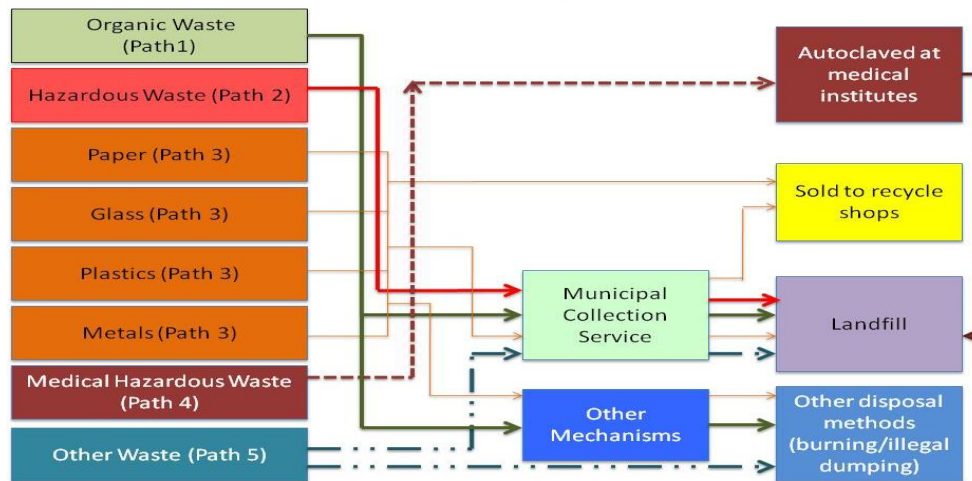 Organic Waste
(Path1)
Hazardous Waste (Path 2)
Paper (Path 3)
Glass (Path 3)
Plastics (Path 3)
Metals (Path 3)
Medical Hazardous Waste
(Path 4)
Other Waste (Path 5)
Municipal
Collection
Service
Other
Mechanisms
Autoclaved at
medical
institutes
Sold to recycle
shops
Landfill
Other disposal
methods
(burning/illegal
dumping)